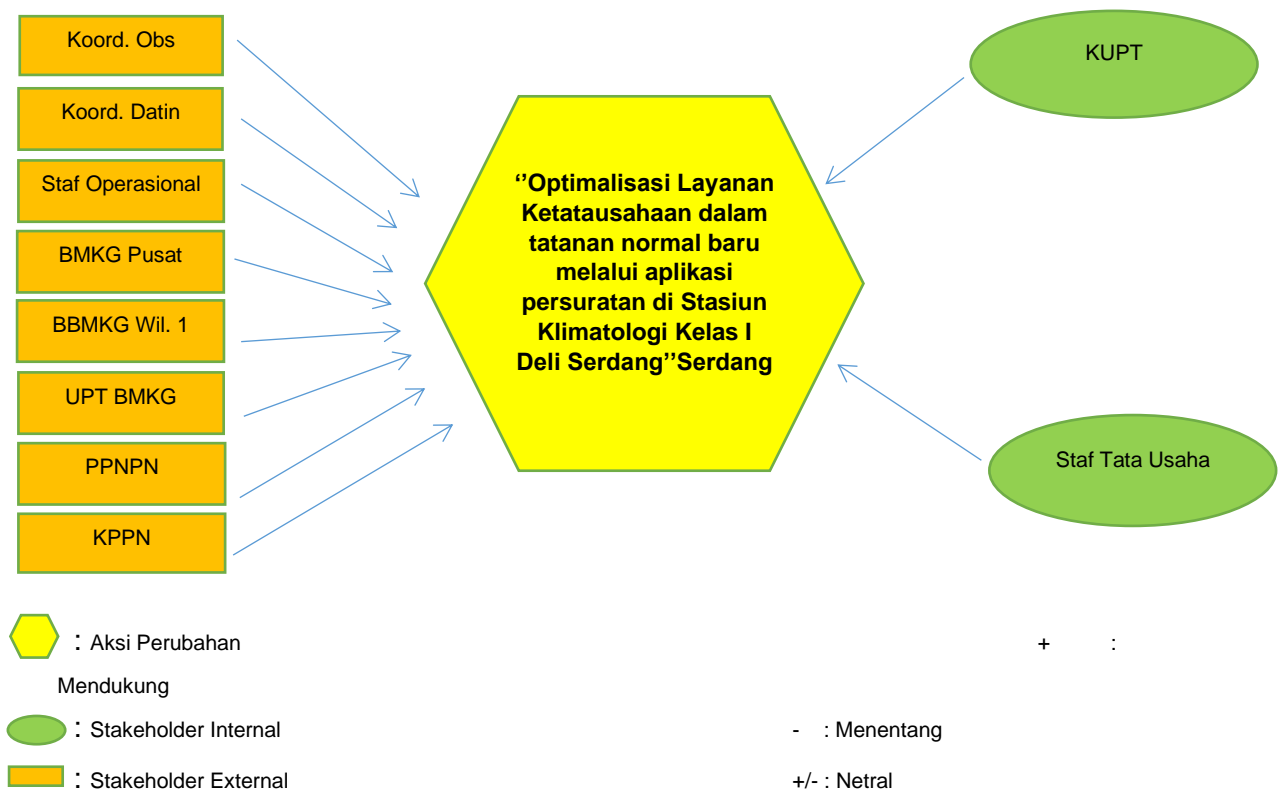 Koord. Obs
Koord. Datin
Staf Operasional
BMKG Pusat
BBMKG Wil. 1
UPT BMKG
PPNPN
KPPN
‘’Optimalisasi Layanan
Ketatausahaan dalam
tatanan normal baru
melalui aplikasi
persuratan di Stasiun
Klimatologi Kelas I
Deli Serdang’’Serdang
KUPT
Staf Tata Usaha
: Aksi Perubahan + :
Mendukung
: Stakeholder Internal - : Menentang
: Stakeholder External +/- : Netral